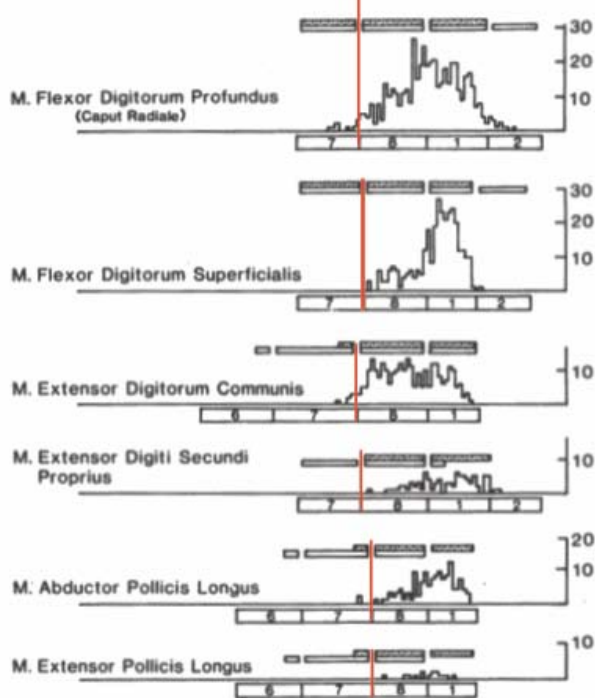 30
20
M. Flexor Digitorum Profundus
10
(Caput Radiale)
7 8 1 2
30
20
10
M. Flexor Digitorum Superficialis
7 8 1 2
10
M. Extensor Digitorum Communis
6 7 8 1
M. Extensor Digiti Secundi
10
Proprius
7 8 1 2
20
10
M. Abductor Pollicis Longus
6 7 8 1
10
M. Extensor Pollicis Longus
6 7 8 1